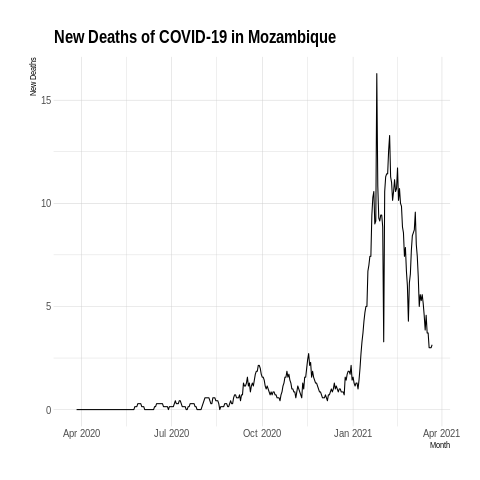 New Deaths of COVID-19 in Mozambique
New Deaths
15
10
5
0
Apr 2020 Jul 2020 Oct 2020 Jan 2021 Apr 2021
Month